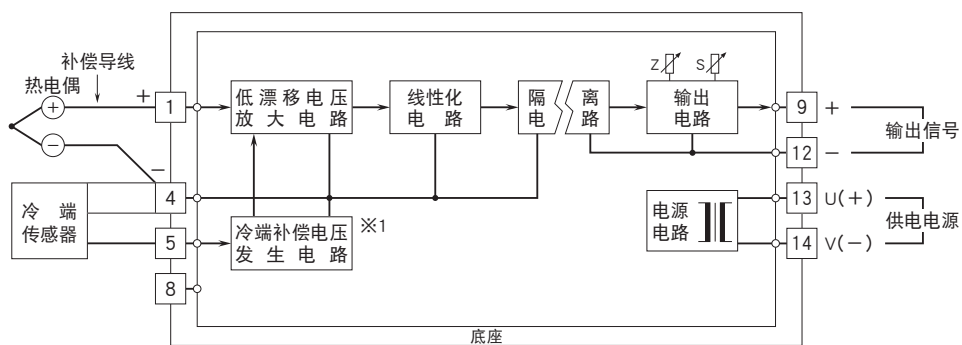 补偿导线
热电偶
+
−
+
−
1
4
5
8
冷 端
传感器
低漂移电压
放大电路
线性化
电 路
隔 离
电 路
Z
S
输出
电路
冷端补偿电压
发 生 电 路
※1
电源
电路
9
+
12
−
输出信号
13
U(+)
14
V(−)
供电电源
底座